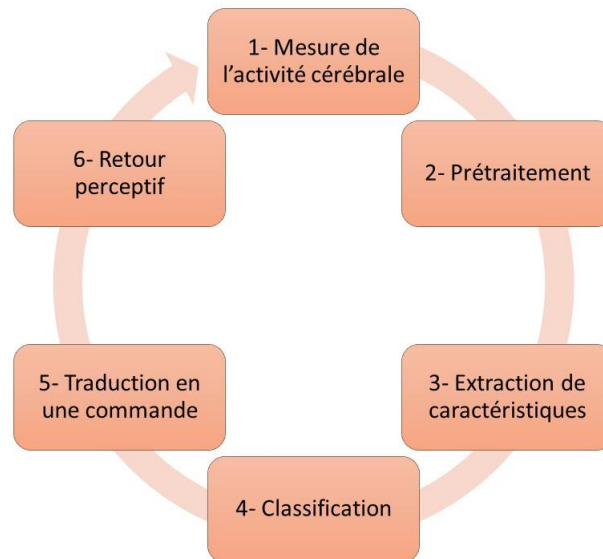 1- Mesure de
l’activité cérébrale
2- Prétraitement
3- Extraction de
caractéristiques
4- Classification
5- Traduction en
une commande
6- Retour
perceptif